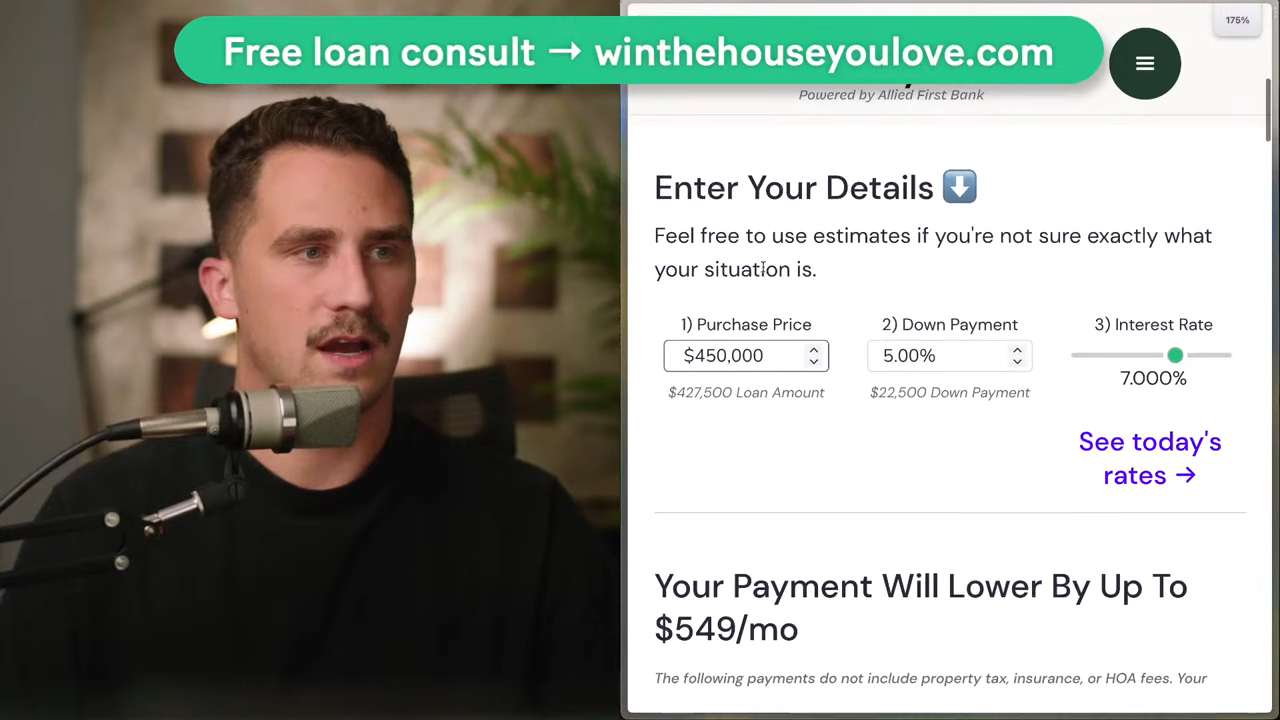 Free loan consult → winthehouseyoulove.com
175%
Powered by Allied First Bank
Enter Your Details ⬇️
Feel free to use estimates if you're not sure exactly what
your situation is.
1) Purchase Price
2) Down Payment
3) Interest Rate
$450,000
5.00%
7.000%
$427,500 Loan Amount
$22,500 Down Payment
See today's
rates →
Your Payment Will Lower By Up To
$549/mo
The following payments do not include property tax, insurance, or HOA fees. Your